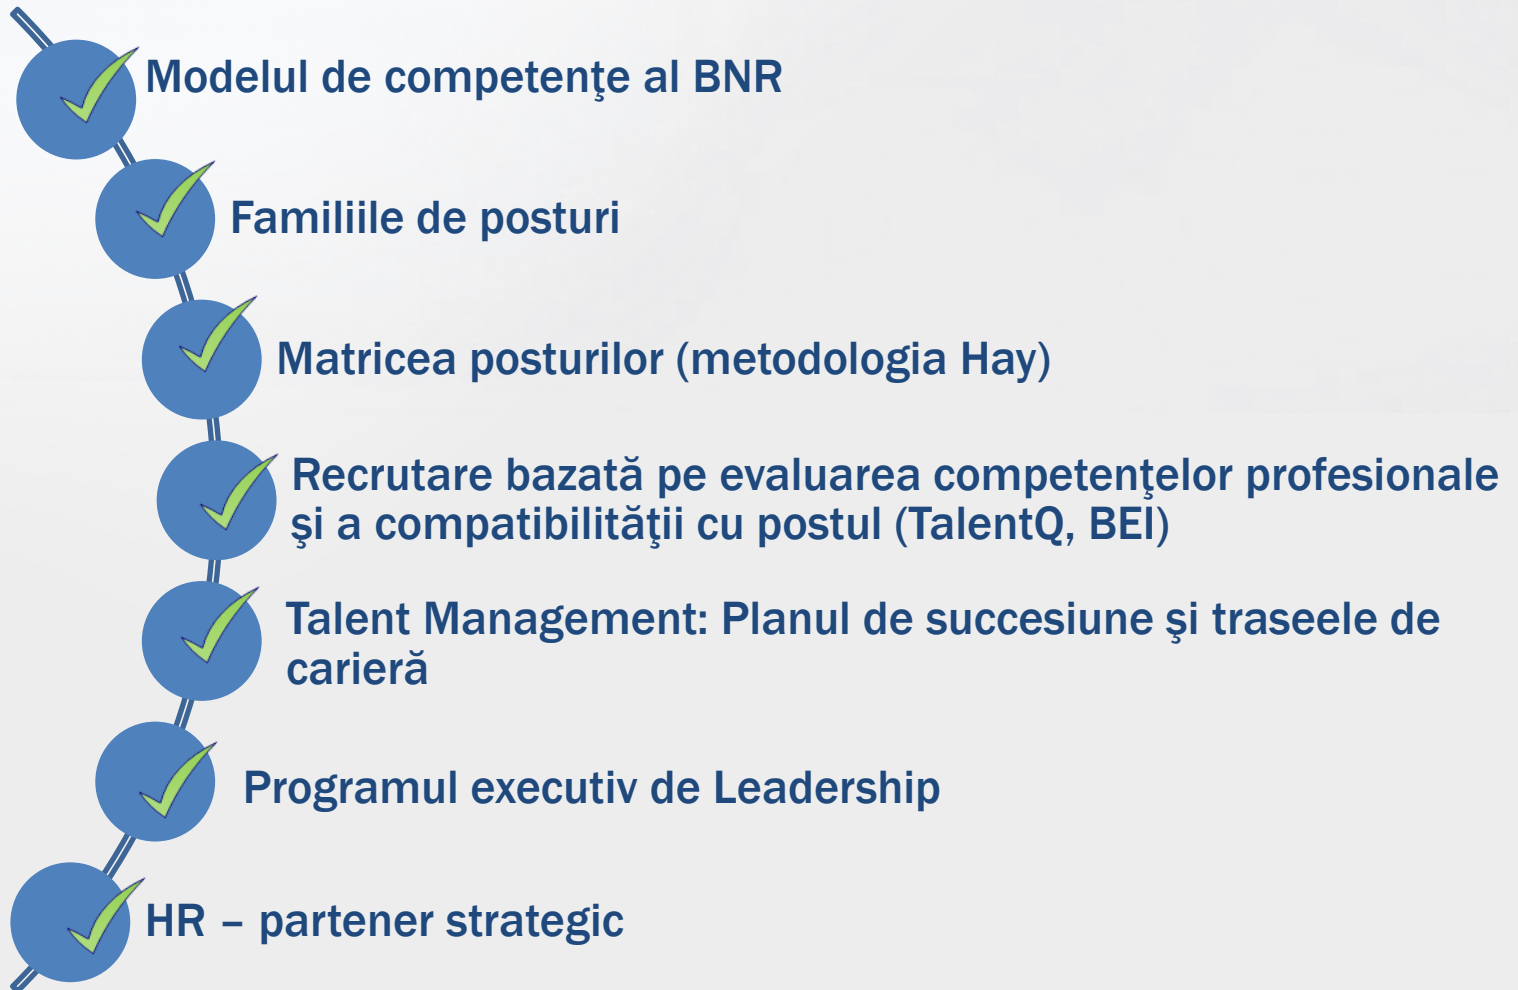 Modelul de competenţe al BNR
Familiile de posturi
Matricea posturilor (metodologia Hay)
Recrutare bazată pe evaluarea competenţelor profesionale
şi a compatibilităţii cu postul (TalentQ, BEI)
Talent Management: Planul de succesiune şi traseele de
carieră
Programul executiv de Leadership
HR – partener strategic